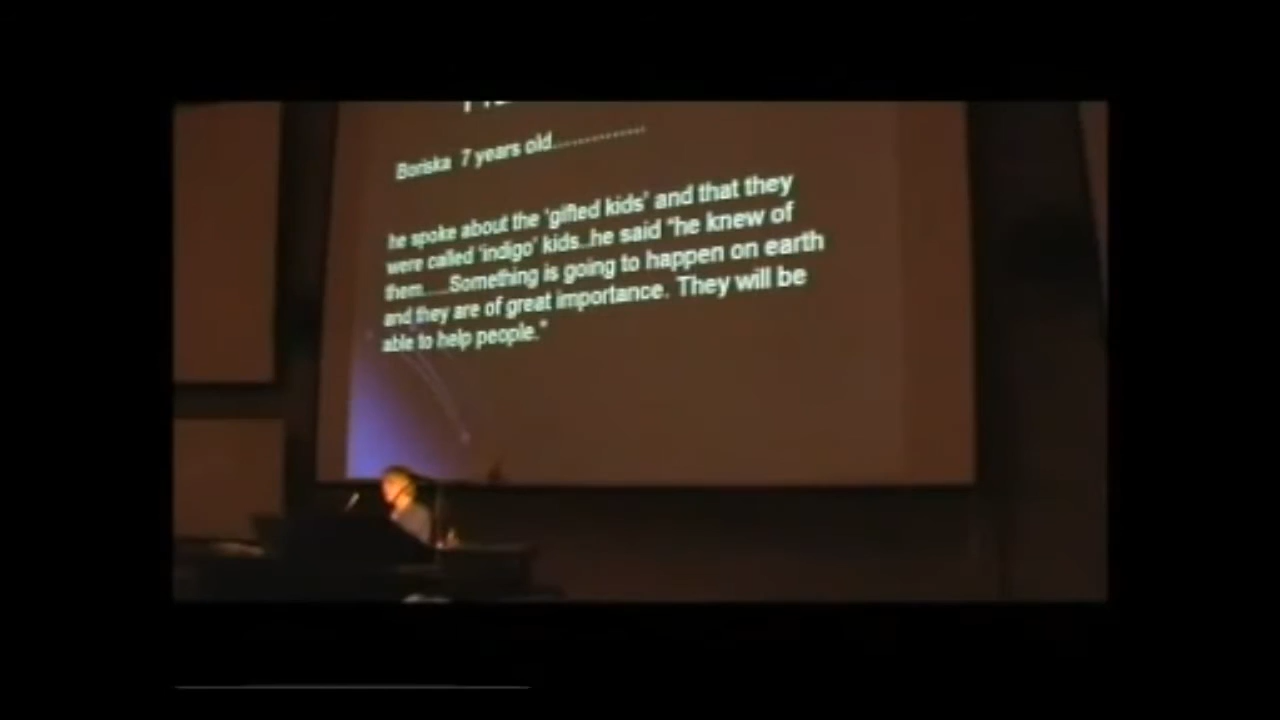 Boriska 7 years old..............
he spoke about the 'gifted kids' and that they
were called 'indigo' kids..he said "he knew of
them.....Something is going to happen on earth
and they are of great importance. They will be
able to help people."